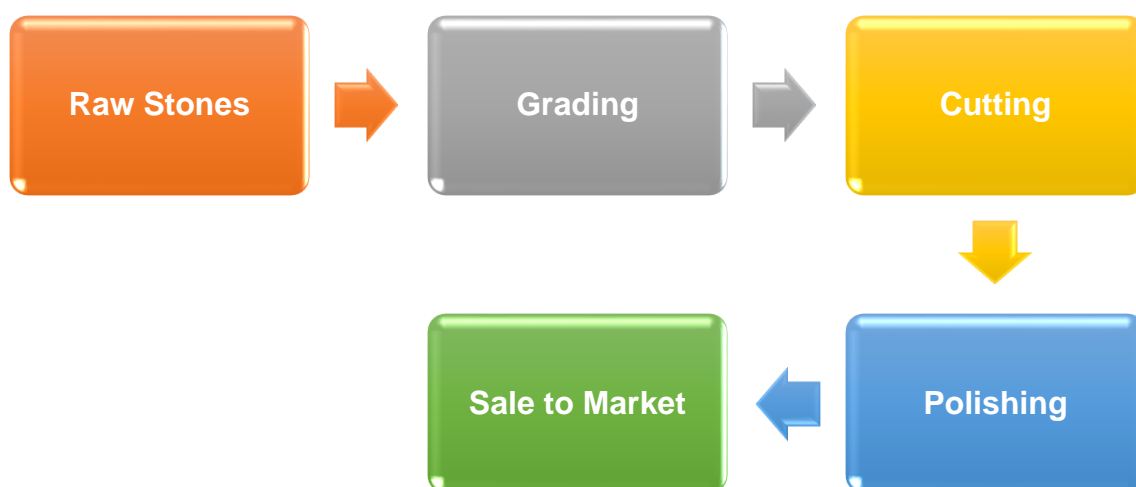 Raw Stones
Grading
Cutting
Polishing
Sale to Market